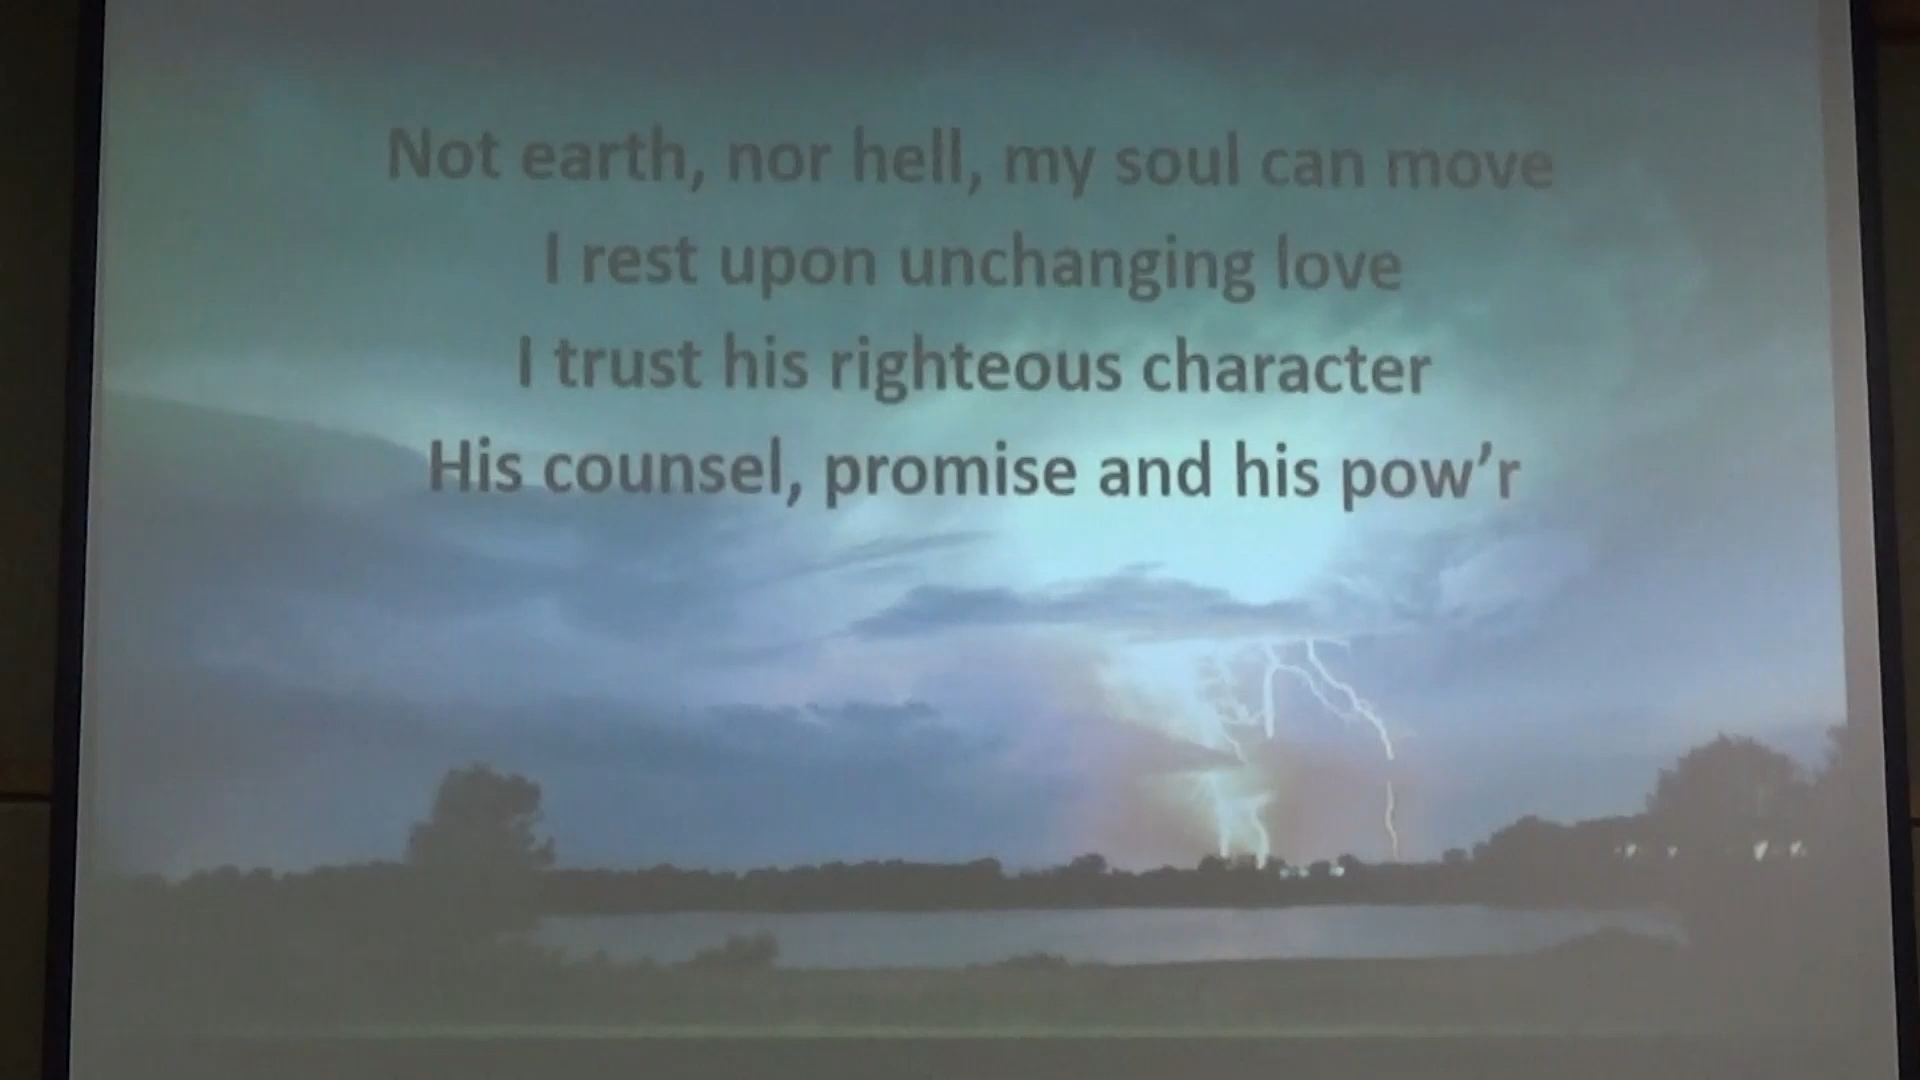 Not earth, nor hell, my soul can move
I rest upon unchanging love
I trust his righteous character
His counsel, promise and his pow’r